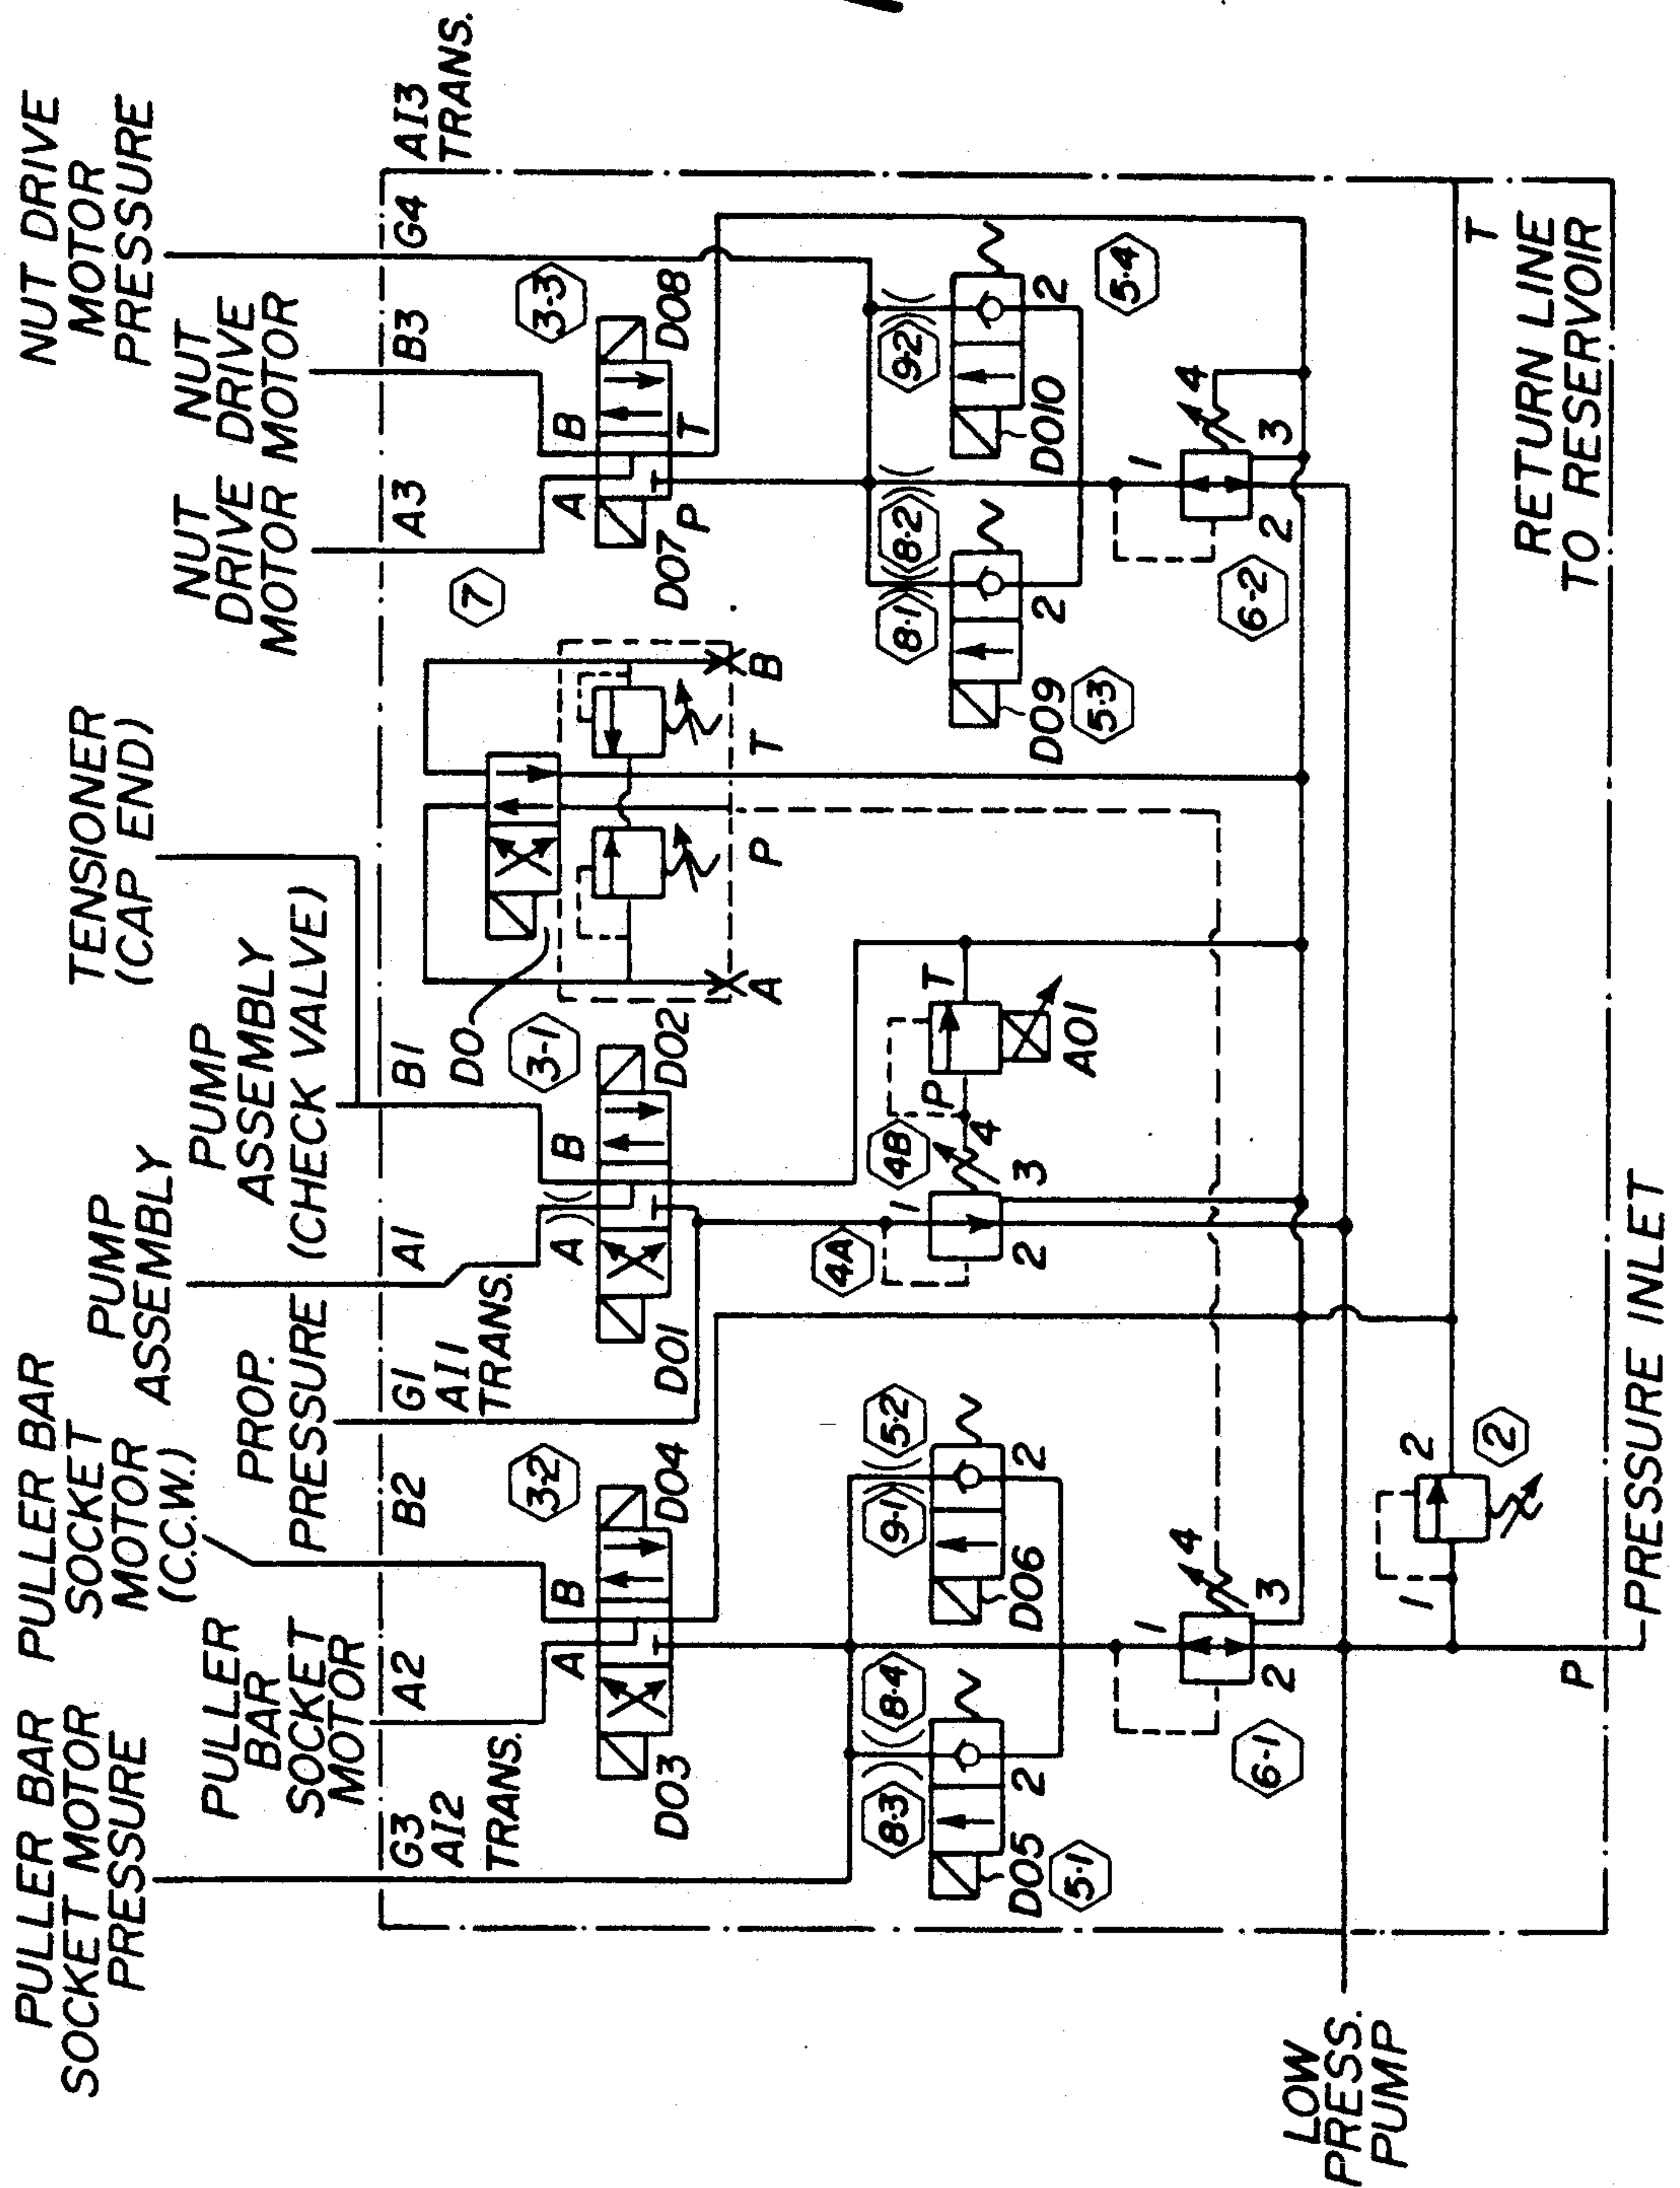 PULLER BAR
SOCKET MOTOR
PRESSURE
PULLER
BAR
SOCKET
MOTOR
PULLER BAR
SOCKET
MOTOR
(C.C.W.)
PROP.
PRESSURE
PUMP
ASSEMBLY
PUMP
ASSEMBLY
(CHECK VALVE)
TENSIONER
(CAP END)
NUT
DRIVE
MOTOR
NUT
DRIVE
MOTOR
NUT DRIVE
MOTOR
PRESSURE
G3
AI2
TRANS.
A2
B2
G1
AI1
TRANS.
A1
B1
A3
B3
G4
AI3
TRANS.
DO3
A
B
DO4
3-2
DO1
A
B
DO2
3-1
DO
A
P
T
B
7
DO7
A
B
P
T
DO8
3-3
8-3
8-4
9-1
5-2
DO5
5-1
2
DO6
2
4A
1
2
3
4
4B
P
T
AO1
8-1
8-2
9-2
DO9
5-3
2
DO10
2
5-4
6-1
1
2
3
4
6-2
1
2
3
4
LOW
PRESS.
PUMP
1
2
2
P
PRESSURE INLET
T
RETURN LINE
TO RESERVOIR